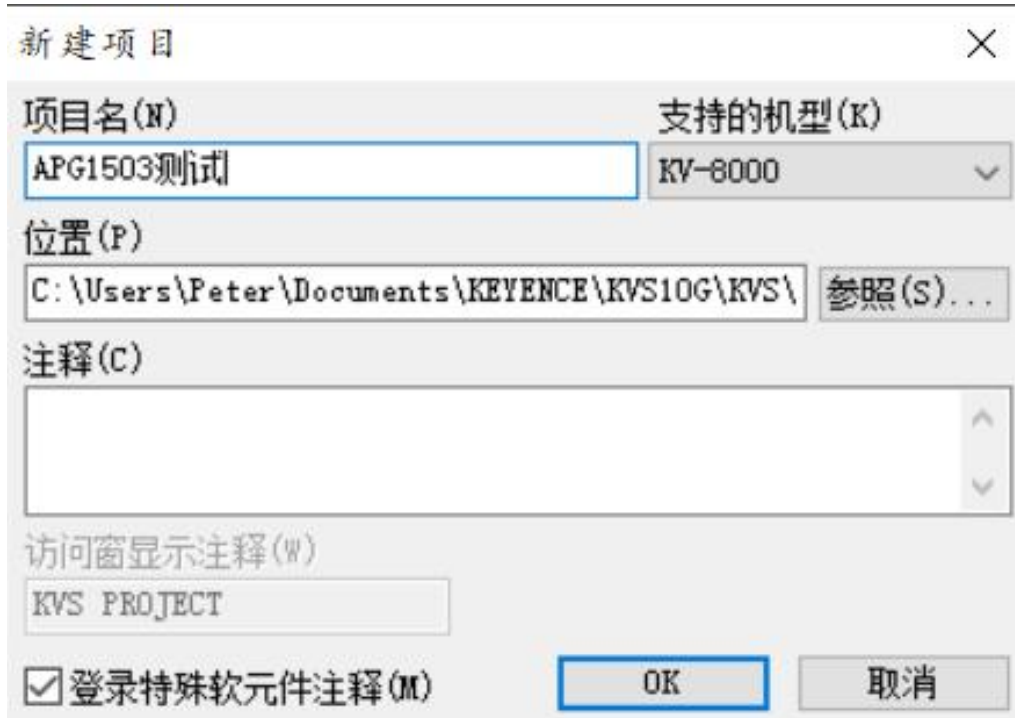 新建项目
项目名(N) 支持的机型(K)
APG1503测试 KV-8000
位置(P)
C:\Users\Peter\Documents\KEYENCE\KVS10G\KVS\ 参照(S)...
注释(C)
访问窗显示注释(W)
KVS PROJECT
登录特殊软元件注释(M) OK 取消